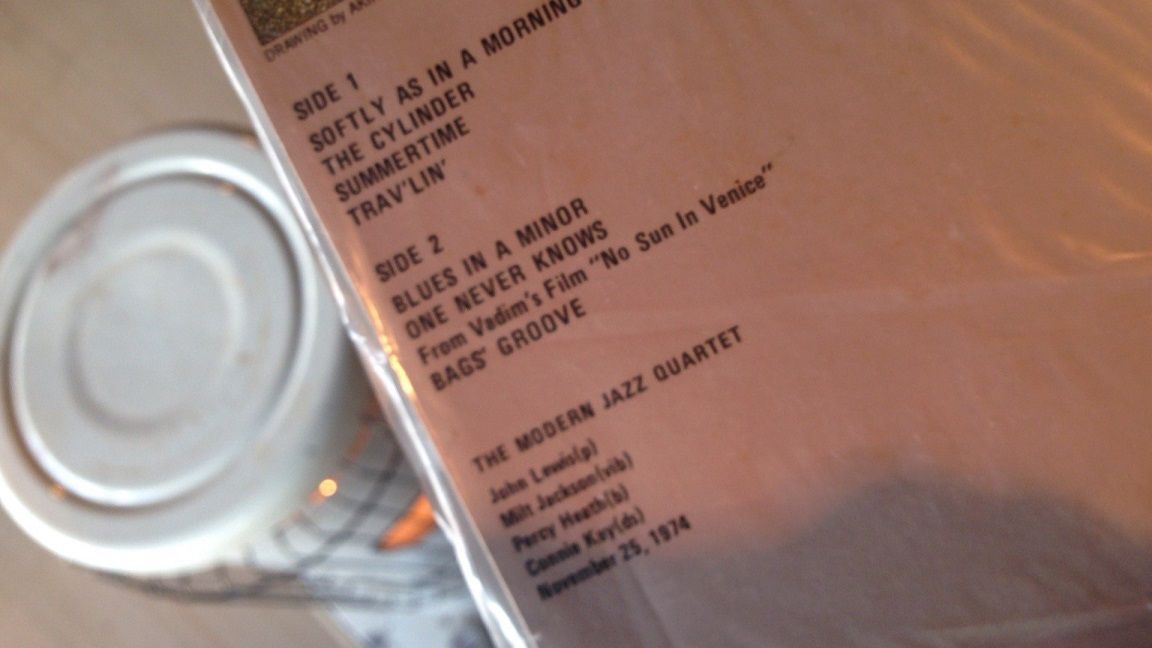 DRAWING by
SIDE 1
SOFTLY AS IN A MORNING
THE CYLINDER
SUMMERTIME
TRAV'LIN'
SIDE 2
BLUES IN A MINOR
ONE NEVER KNOWS
From Vadim's Film "No Sun In Venice"
BAGS' GROOVE
THE MODERN JAZZ QUARTET
John Lewis(p)
Milt Jackson(vib)
Percy Heath(b)
Connie Kay(ds)
November 25, 1974